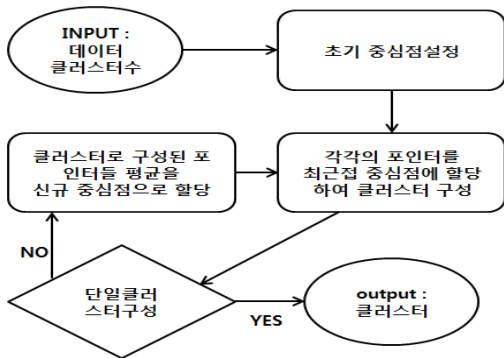 INPUT :
데이터
클러스터수
초기 중심점설정
클러스터로 구성된 포
인터들 평균을
신규 중심점으로 할당
각각의 포인터를
최근접 중심점에 할당
하여 클러스터 구성
NO
단일클러
스터구성
YES
output :
클러스터